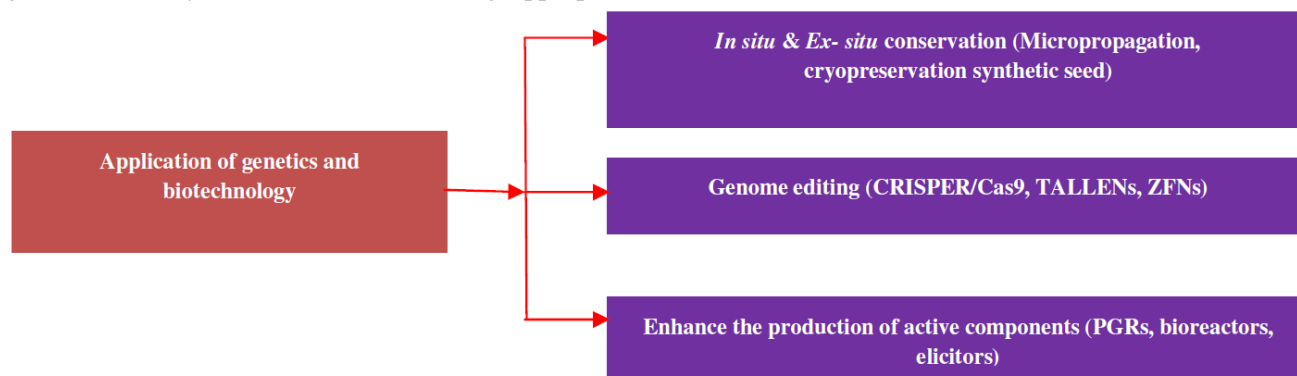 Application of genetics and
biotechnology
In situ & Ex- situ conservation (Micropropagation,
cryopreservation synthetic seed)
Genome editing (CRISPER/Cas9, TALLENs, ZFNs)
Enhance the production of active components (PGRs, bioreactors,
elicitors)